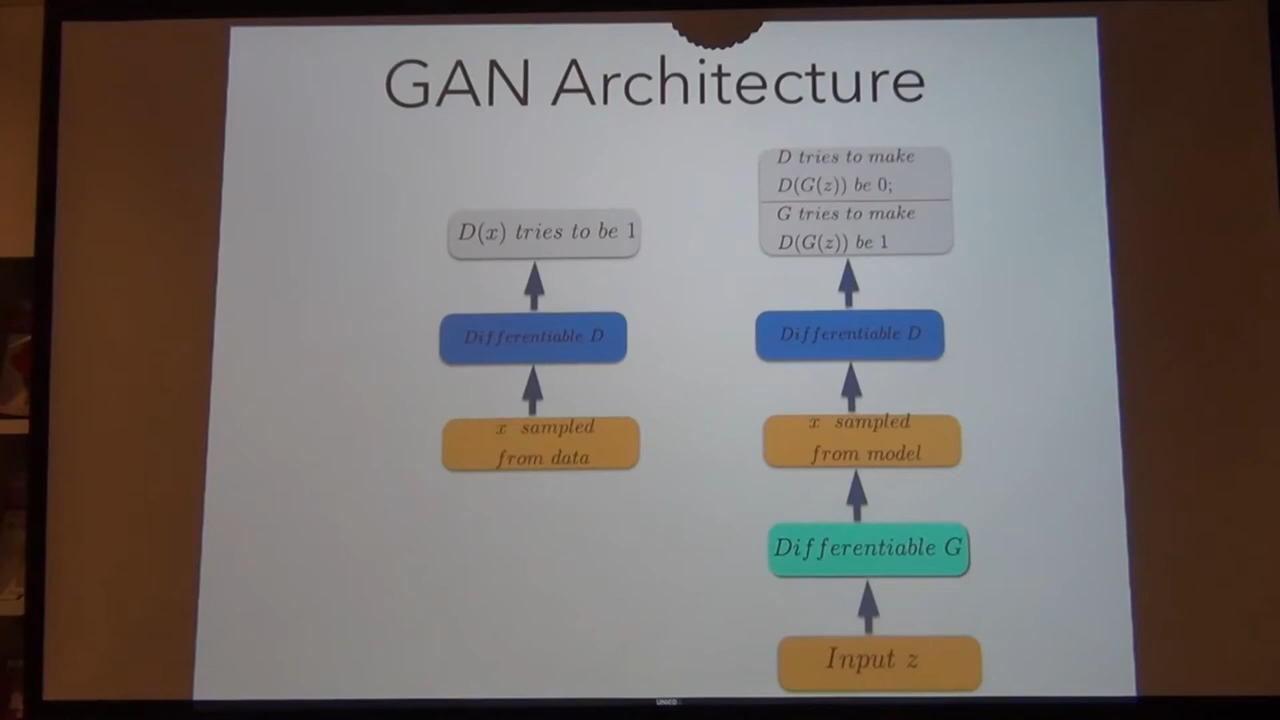 GAN Architecture
D(x) tries to be 1
Differentiable D
x sampled
from data
D tries to make
D(G(z)) be 0;
G tries to make
D(G(z)) be 1
Differentiable D
x sampled
from model
Differentiable G
Input z